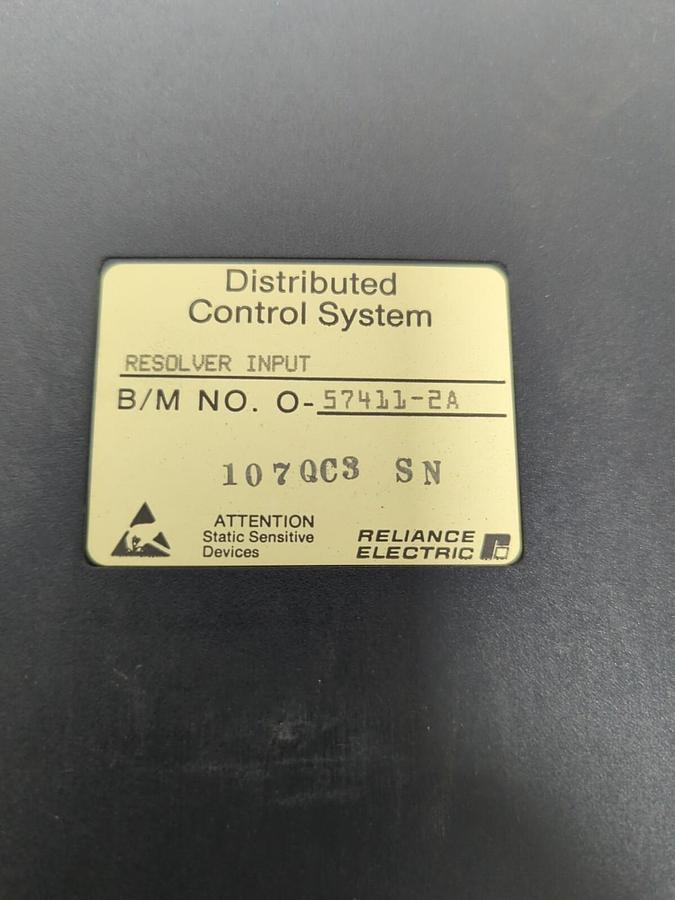 Distributed
Control System
RESOLVER INPUT
B/M NO. O-57411-2A
107QC3 SN
ATTENTION
Static Sensitive
Devices
RELIANCE
ELECTRIC